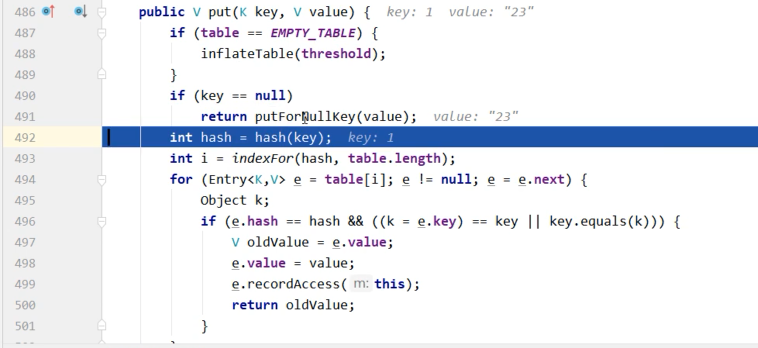 486 public V put(K key, V value) { key: 1 value: "23"
487 if (table == EMPTY_TABLE) {
488 inflateTable(threshold);
489 }
490 if (key == null)
491 return putForNullKey(value); value: "23"
492 int hash = hash(key); key: 1
493 int i = indexFor(hash, table.length);
494 for (Entry<K,V> e = table[i]; e != null; e = e.next) {
495 Object k;
496 if (e.hash == hash && ((k = e.key) == key || key.equals(k))) {
497 V oldValue = e.value;
498 e.value = value;
499 e.recordAccess( m: this);
500 return oldValue;
501 }